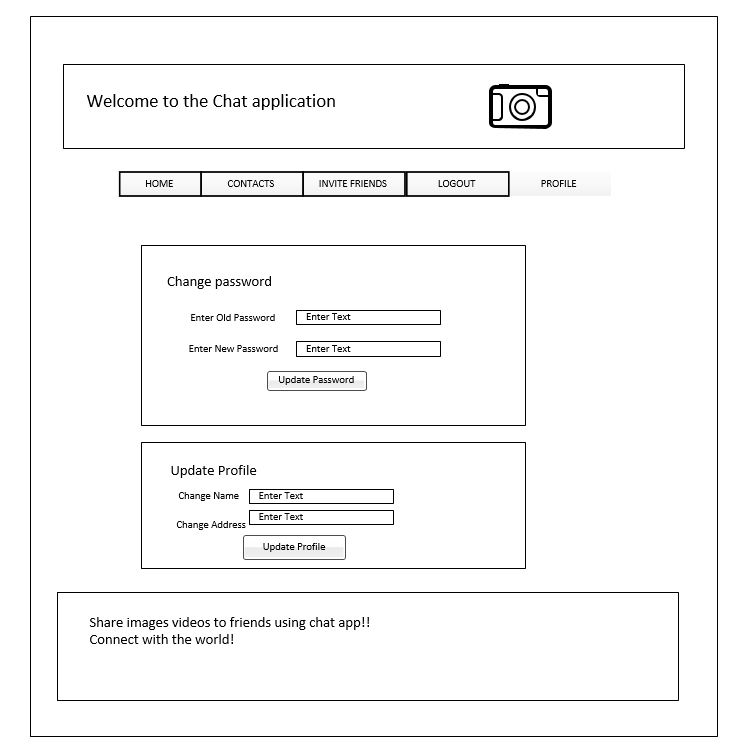 Welcome to the Chat application
HOME CONTACTS INVITE FRIENDS LOGOUT PROFILE
Change password
Enter Old Password Enter Text
Enter New Password Enter Text
Update Password
Update Profile
Change Name Enter Text
Change Address Enter Text
Update Profile
Share images videos to friends using chat app!!
Connect with the world!